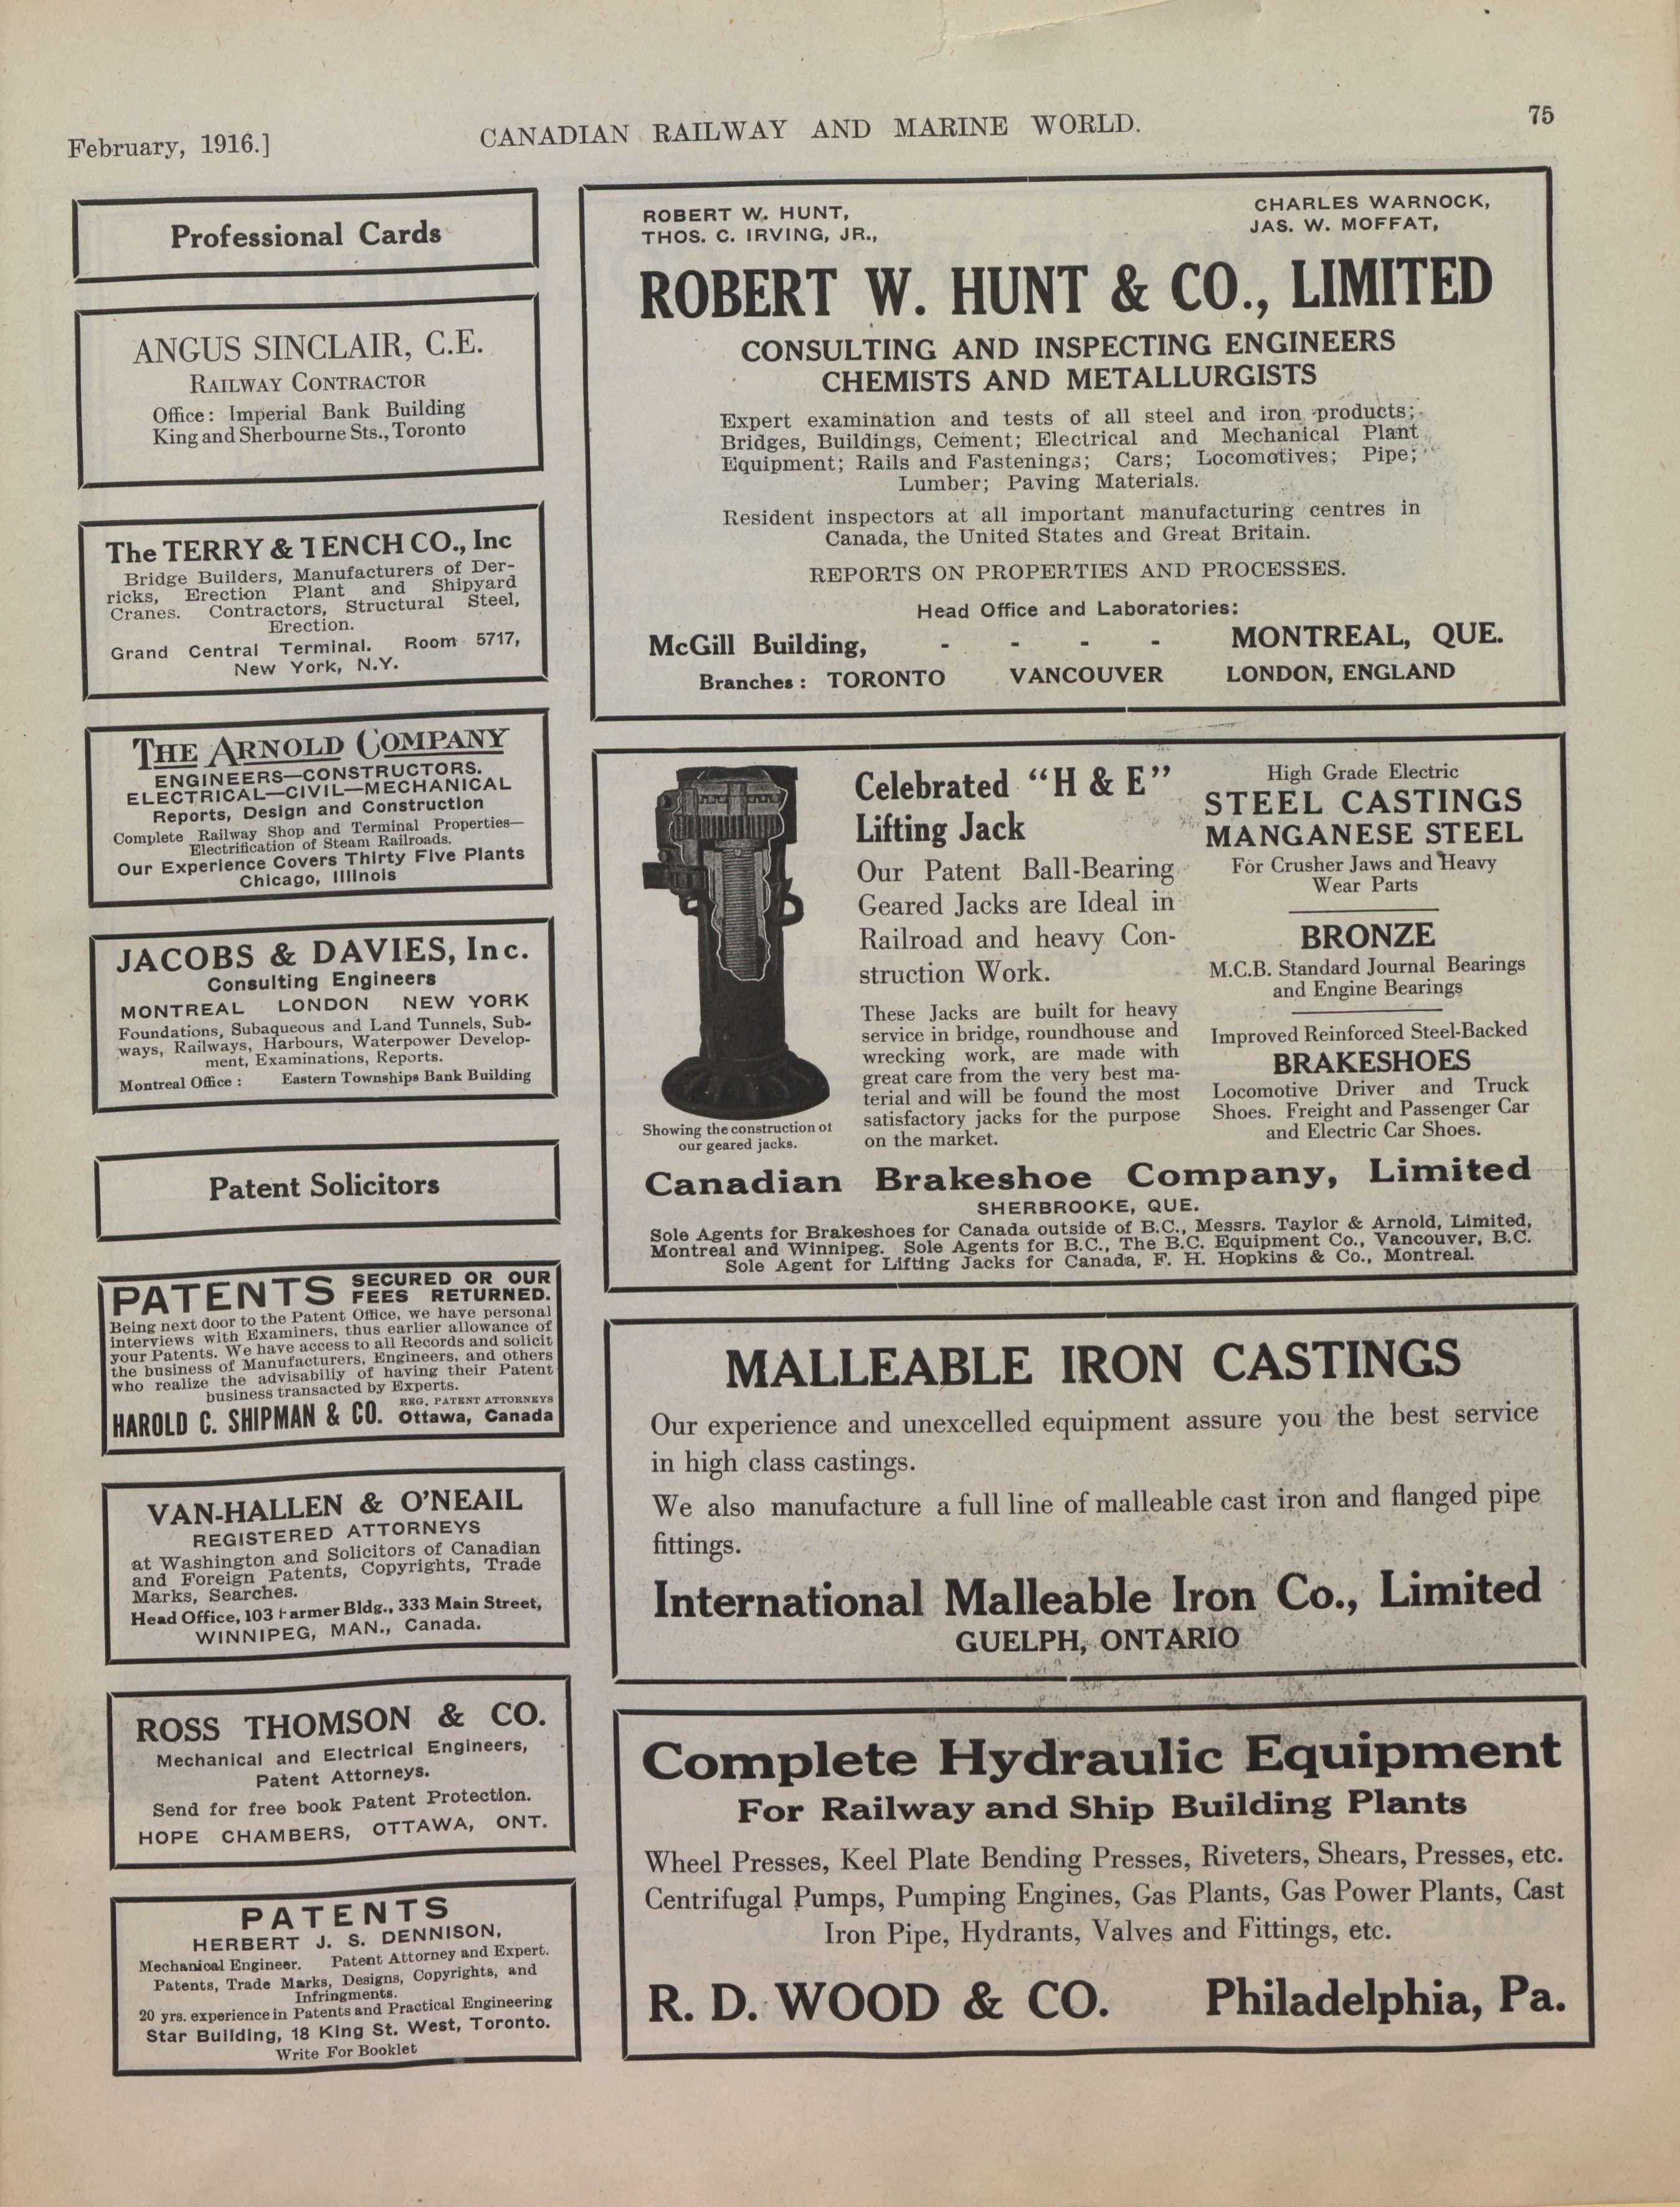 February, 1916.]
CANADIAN RAILWAY AND MARINE WORLD.
75
Professional Cards
ANGUS SINCLAIR, C.E.
RAILWAY CONTRACTOR
Office: Imperial Bank Building
King and Sherbourne Sts., Toronto
The TERRY & TENCH CO., Inc
Bridge Builders, Manufacturers of Der-
ricks, Erection Plant and Shipyard
Cranes. Contractors, Structural Steel,
Erection.
Grand Central Terminal. Room 5717,
New York, N.Y.
THE ARNOLD COMPANY
ENGINEERS—CONSTRUCTORS.
ELECTRICAL—CIVIL—MECHANICAL
Reports, Design and Construction
Complete Railway Shop and Terminal Properties—
Electrification of Steam Railroads.
Our Experience Covers Thirty Five Plants
Chicago, Illinois
JACOBS & DAVIES, Inc.
Consulting Engineers
MONTREAL LONDON NEW YORK
Foundations, Subaqueous and Land Tunnels, Sub-
ways, Railways, Harbours, Waterpower Develop-
ment, Examinations, Reports.
Montreal Office: Eastern Townships Bank Building
Patent Solicitors
PATENTS SECURED OR OUR
FEES RETURNED.
Being next door to the Patent Office, we have personal
interviews with Examiners, thus earlier allowance of
your Patents. We have access to all Records and solicit
the business of Manufacturers, Engineers, and others
who realize the advisabiliy of having their Patent
business transacted by Experts.
REG. PATENT ATTORNEYS
HAROLD C. SHIPMAN & CO. Ottawa, Canada
VAN-HALLEN & O'NEAIL
REGISTERED ATTORNEYS
at Washington and Solicitors of Canadian
and Foreign Patents, Copyrights, Trade
Marks, Searches.
Head Office, 103 Farmer Bldg., 333 Main Street,
WINNIPEG, MAN., Canada.
ROSS THOMSON & CO.
Mechanical and Electrical Engineers,
Patent Attorneys.
Send for free book Patent Protection.
HOPE CHAMBERS, OTTAWA, ONT.
PATENTS
HERBERT J. S. DENNISON,
Mechanical Engineer. Patent Attorney and Expert.
Patents, Trade Marks, Designs, Copyrights, and
Infringments.
20 yrs. experience in Patents and Practical Engineering
Star Building, 18 King St. West, Toronto.
Write For Booklet
ROBERT W. HUNT, CHARLES WARNOCK,
THOS. C. IRVING, JR., JAS. W. MOFFAT,
ROBERT W. HUNT & CO., LIMITED
CONSULTING AND INSPECTING ENGINEERS
CHEMISTS AND METALLURGISTS
Expert examination and tests of all steel and iron products;
Bridges, Buildings, Cement; Electrical and Mechanical Plant
Equipment; Rails and Fastenings; Cars; Locomotives; Pipe;
Lumber; Paving Materials.
Resident inspectors at all important manufacturing centres in
Canada, the United States and Great Britain.
REPORTS ON PROPERTIES AND PROCESSES.
Head Office and Laboratories:
McGill Building, - - - - MONTREAL, QUE.
Branches: TORONTO VANCOUVER LONDON, ENGLAND
Showing the construction of
our geared jacks.
Celebrated "H & E"
Lifting Jack
Our Patent Ball-Bearing
Geared Jacks are Ideal in
Railroad and heavy Con-
struction Work.
These Jacks are built for heavy
service in bridge, roundhouse and
wrecking work, are made with
great care from the very best ma-
terial and will be found the most
satisfactory jacks for the purpose
on the market.
High Grade Electric
STEEL CASTINGS
MANGANESE STEEL
For Crusher Jaws and Heavy
Wear Parts
BRONZE
M.C.B. Standard Journal Bearings
and Engine Bearings
Improved Reinforced Steel-Backed
BRAKESHOES
Locomotive Driver and Truck
Shoes. Freight and Passenger Car
and Electric Car Shoes.
Canadian Brakeshoe Company, Limited
SHERBROOKE, QUE.
Sole Agents for Brakeshoes for Canada outside of B.C., Messrs. Taylor & Arnold, Limited,
Montreal and Winnipeg. Sole Agents for B.C., The B.C. Equipment Co., Vancouver, B.C.
Sole Agent for Lifting Jacks for Canada, F. H. Hopkins & Co., Montreal.
MALLEABLE IRON CASTINGS
Our experience and unexcelled equipment assure you the best service
in high class castings.
We also manufacture a full line of malleable cast iron and flanged pipe
fittings.
International Malleable Iron Co., Limited
GUELPH, ONTARIO
Complete Hydraulic Equipment
For Railway and Ship Building Plants
Wheel Presses, Keel Plate Bending Presses, Riveters, Shears, Presses, etc.
Centrifugal Pumps, Pumping Engines, Gas Plants, Gas Power Plants, Cast
Iron Pipe, Hydrants, Valves and Fittings, etc.
R. D. WOOD & CO. Philadelphia, Pa.